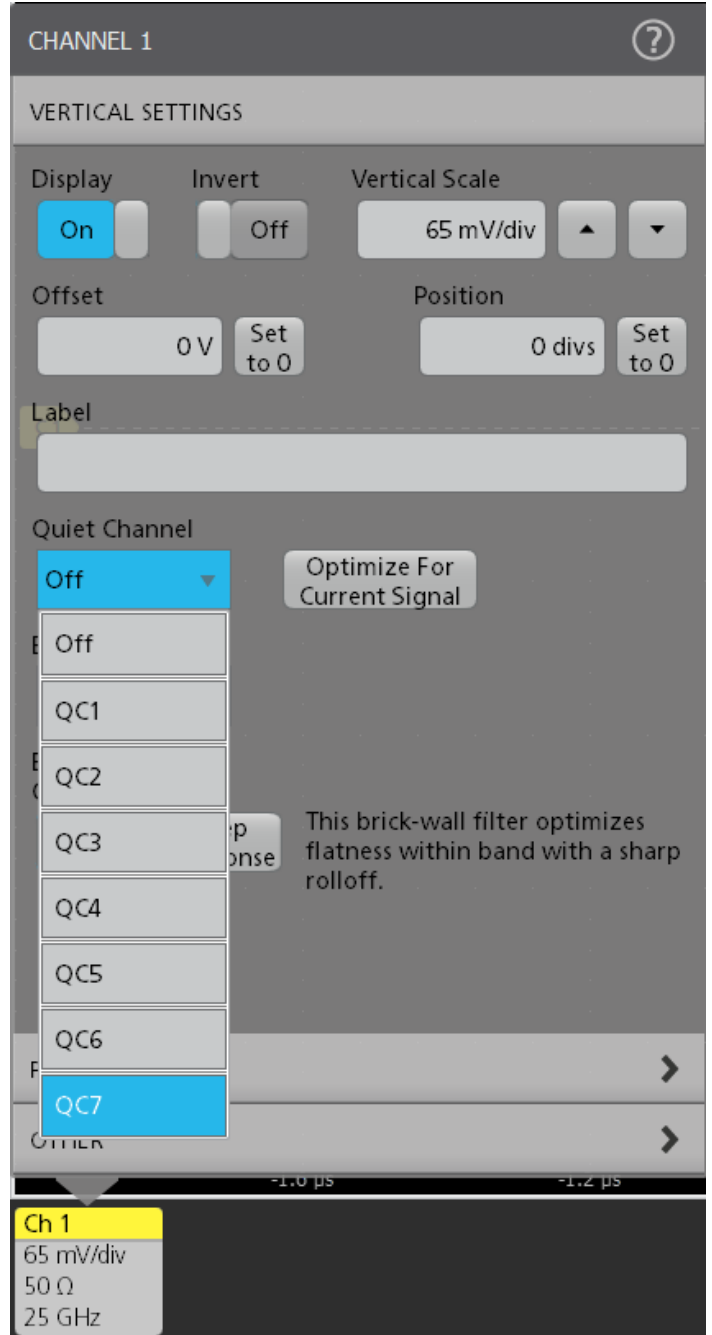 CHANNEL 1
?
VERTICAL SETTINGS
Display
Invert
Vertical Scale
On
Off
65 mV/div
Offset
Position
0 V
Set
to 0
0 divs
Set
to 0
Label
Quiet Channel
Off
Optimize For
Current Signal
Off
QC1
QC2
QC3
QC4
QC5
QC6
QC7
This brick-wall filter optimizes
flatness within band with a sharp
rolloff.
-1.6 µs
-1.2 µs
Ch 1
65 mV/div
50 Ω
25 GHz